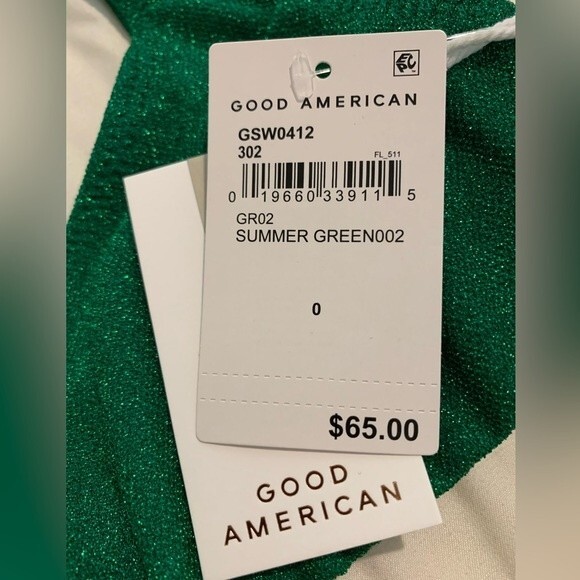 GOOD AMERICAN
GSW0412
302
FL_511
0 19660 33911 5
GR02
SUMMER GREEN002
0
$65.00
GOOD
AMERICAN